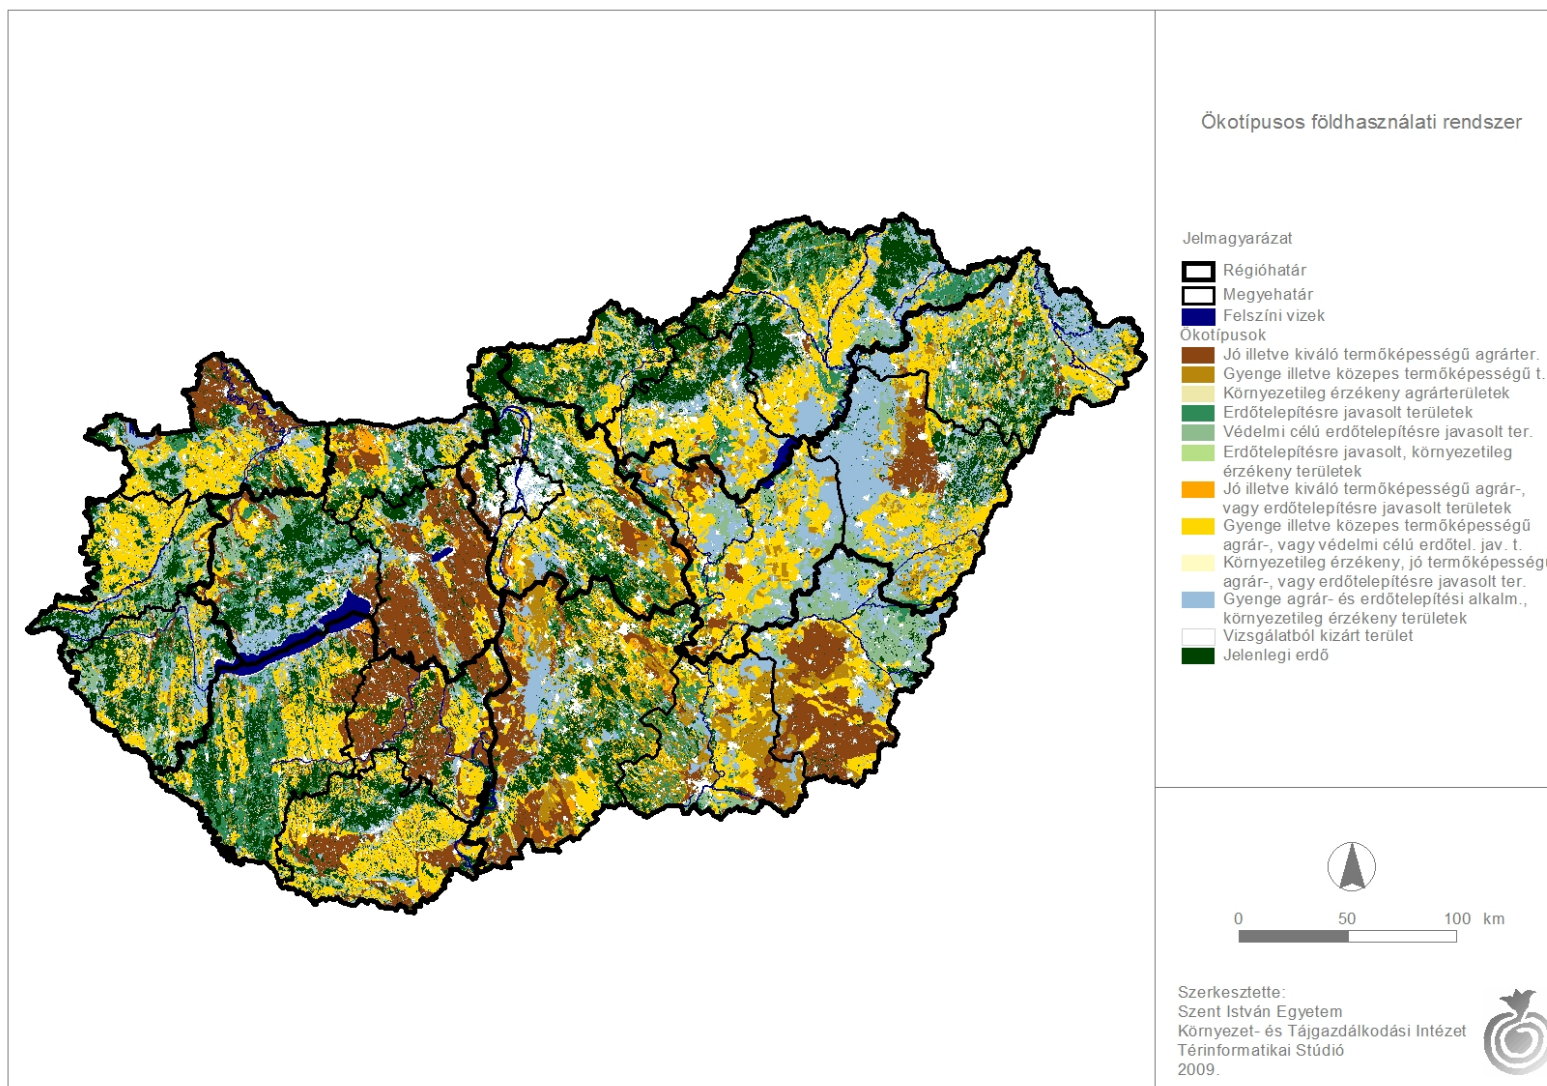 Ökotípusos földhasználati rendszer
Jelmagyarázat
Régióhatár
Megyehatár
Felszíni vizek
Ökotípusok
Jó illetve kiváló termőképességű agrárter.
Gyenge illetve közepes termőképességű t.
Környezetileg érzékeny agrárterületek
Erdőtelepítésre javasolt területek
Védelmi célú erdőtelepítésre javasolt ter.
Erdőtelepítésre javasolt, környezetileg
érzékeny területek
Jó illetve kiváló termőképességű agrár-,
vagy erdőtelepítésre javasolt területek
Gyenge illetve közepes termőképességű
agrár-, vagy védelmi célú erdőtel. jav. t.
Környezetileg érzékeny, jó termőképességű
agrár-, vagy erdőtelepítésre javasolt ter.
Gyenge agrár- és erdőtelepítési alkalm.,
környezetileg érzékeny területek
Vizsgálatból kizárt terület
Jelenlegi erdő
0 50 100 km
Szerkesztette:
Szent István Egyetem
Környezet- és Tájgazdálkodási Intézet
Térinformatikai Stúdió
2009.